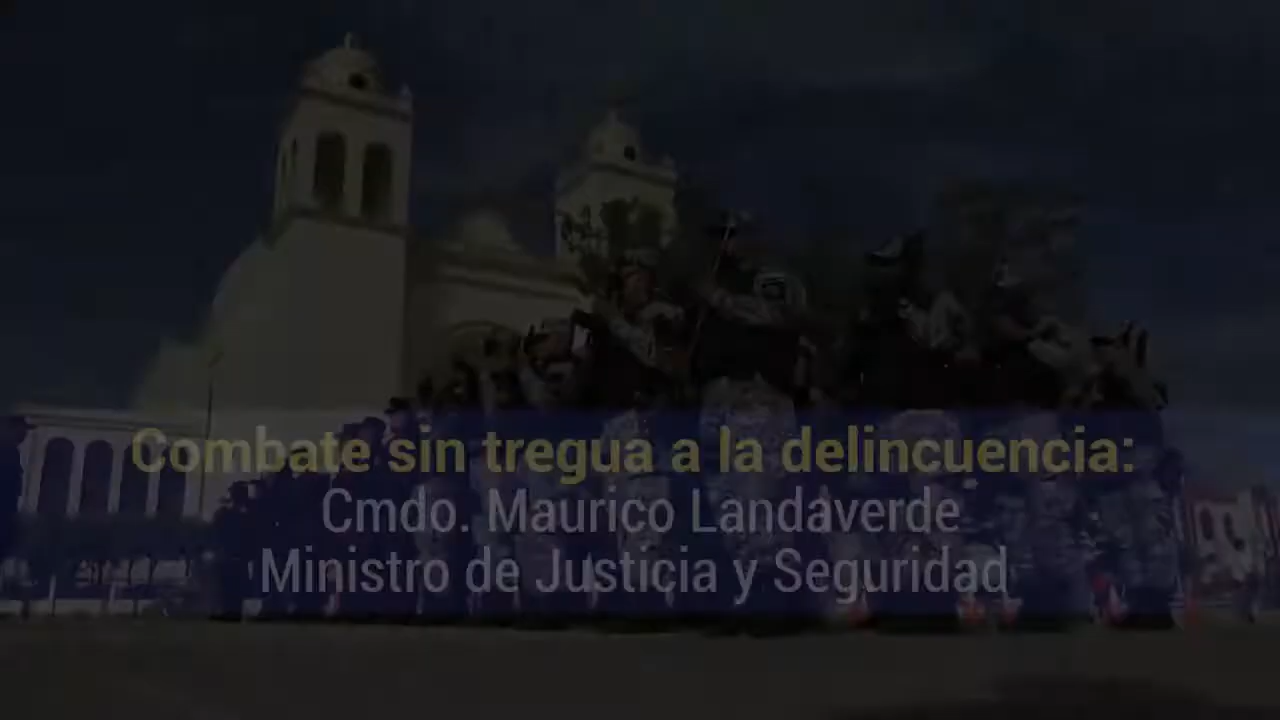 Combate sin tregua a la delincuencia:
Cmdo. Maurico Landaverde
Ministro de Justicia y Seguridad